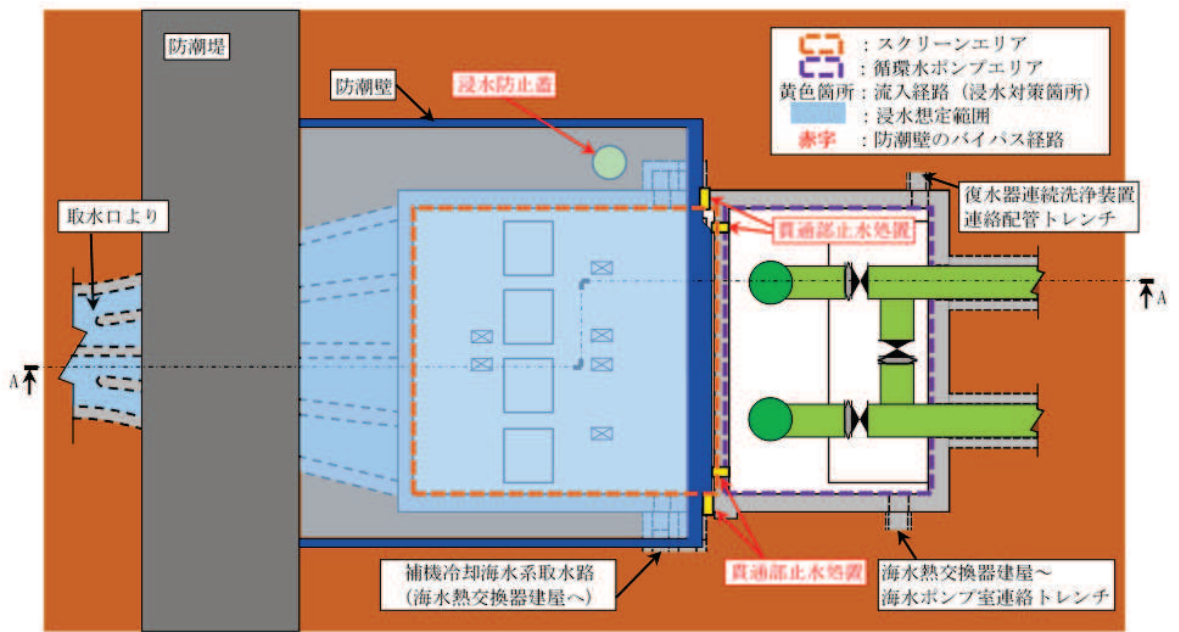 防潮堤
防潮壁
浸水防止蓋
：スクリーンエリア
：循環水ポンプエリア
黄色箇所：流入経路（浸水対策箇所）
：浸水想定範囲
赤字：防潮壁のバイパス経路
取水口より
貫通部止水処置
復水器連続洗浄装置
連絡配管トレンチ
A
A
補機冷却海水系取水路
(海水熱交換器建屋へ)
貫通部止水処置
海水熱交換器建屋～
海水ポンプ室連絡トレンチ